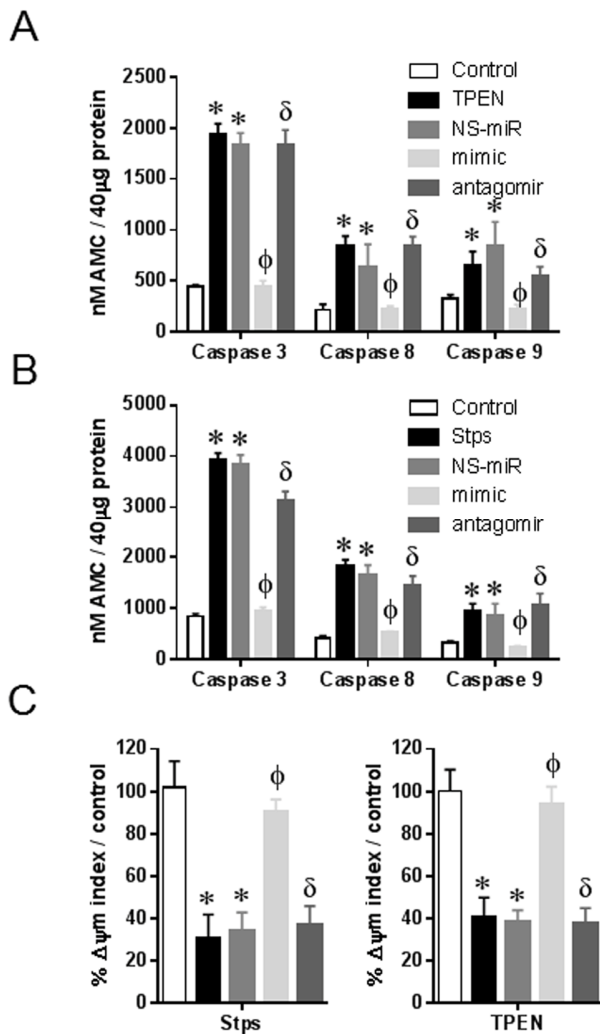 A
2500
2000
1500
1000
500
0
nM AMC / 40µg protein
Control
TPEN
NS-miR
mimic
antagomir
* * ϕ δ
* * ϕ δ
* * ϕ δ
Caspase 3 Caspase 8 Caspase 9
B
5000
4000
3000
2000
1000
0
nM AMC / 40µg protein
Control
Stps
NS-miR
mimic
antagomir
* * ϕ δ
* * ϕ δ
* * ϕ δ
Caspase 3 Caspase 8 Caspase 9
C
120
100
80
60
40
20
0
% Δψm index / control
* * ϕ δ
Stps
120
100
80
60
40
20
0
% Δψm index / control
* * ϕ δ
TPEN